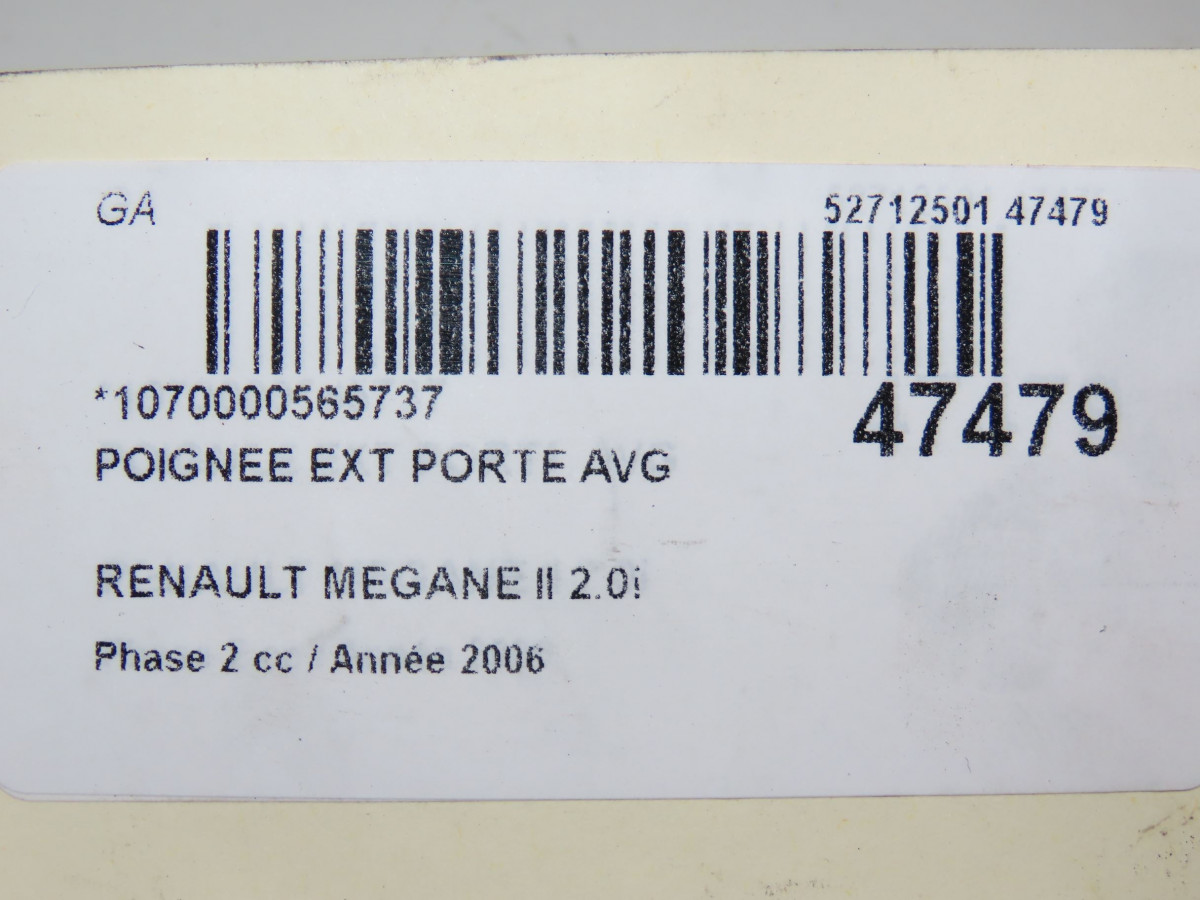 GA 52712501 47479
*1070000565737
47479
POIGNEE EXT PORTE AVG
RENAULT MEGANE II 2.0i
Phase 2 cc / Année 2006